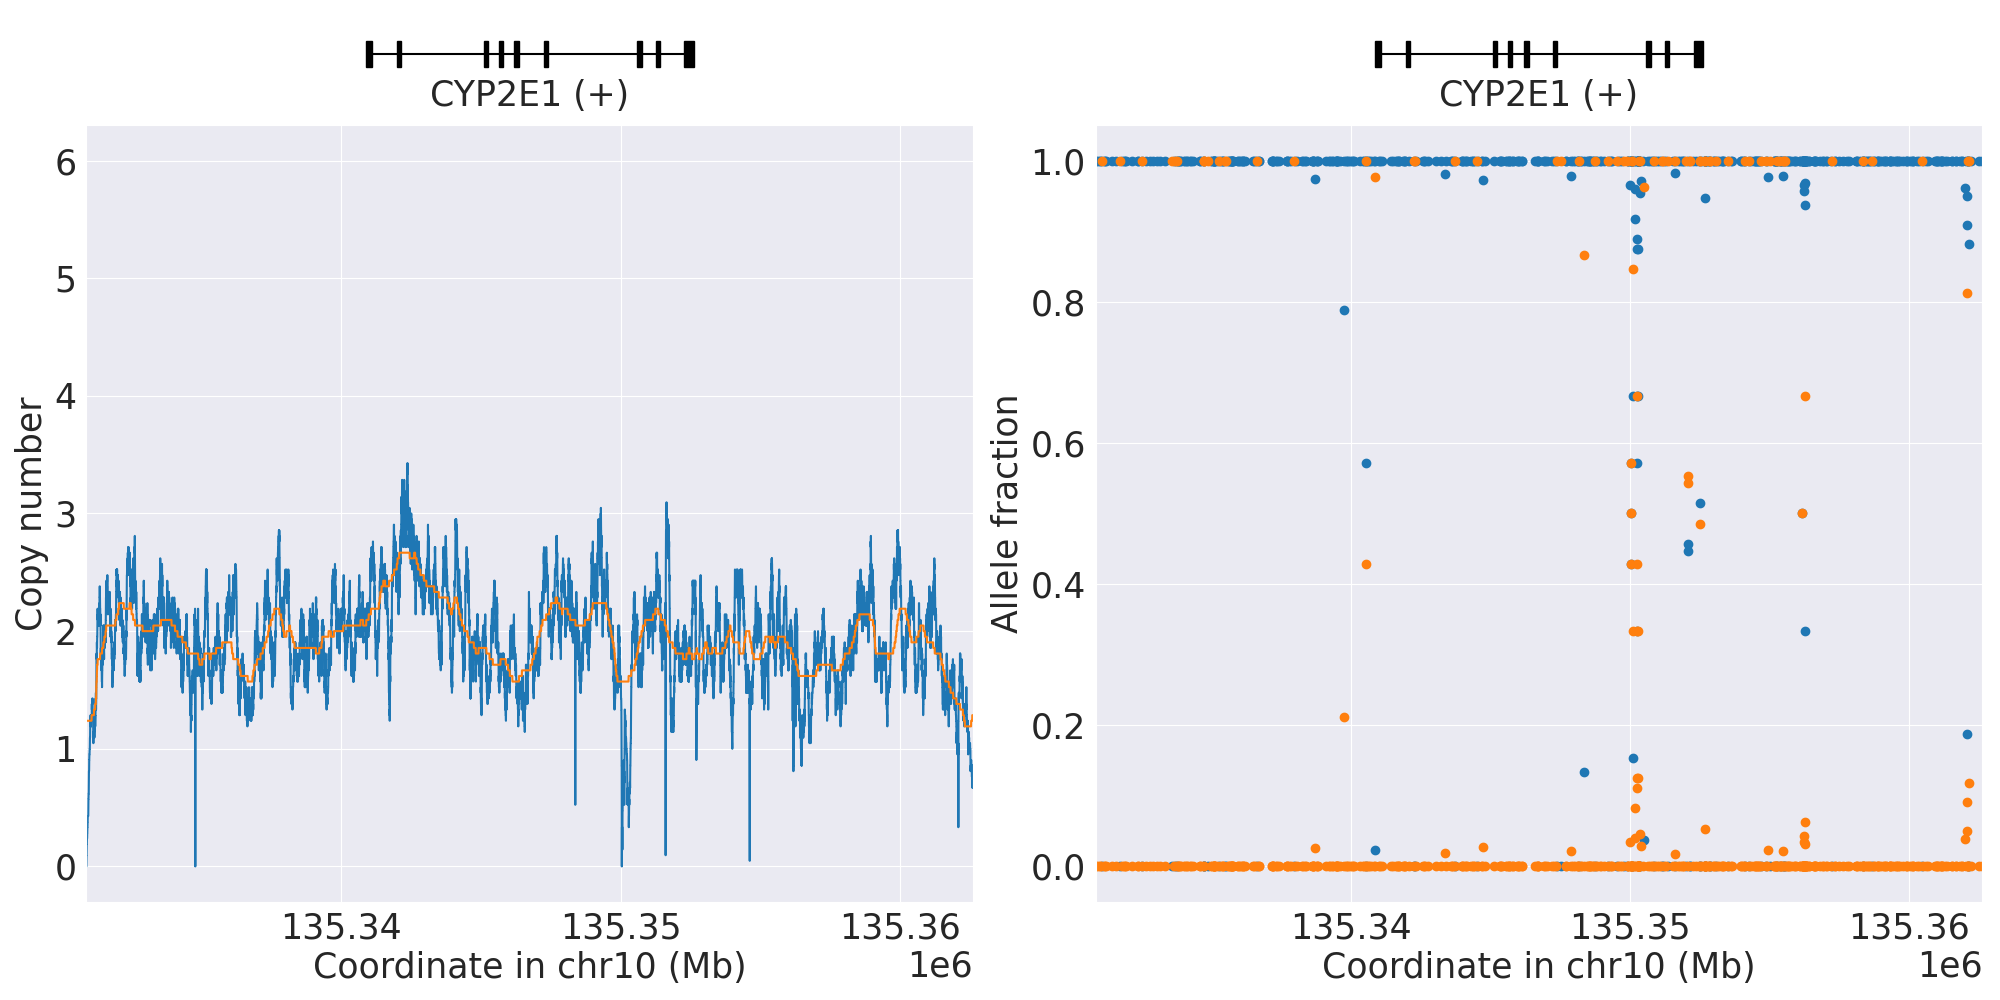 CYP2E1 (+)
Copy number
6
5
4
3
2
1
0
135.34
135.35
135.36
Coordinate in chr10 (Mb)
1e6
CYP2E1 (+)
Allele fraction
1.0
0.8
0.6
0.4
0.2
0.0
135.34
135.35
135.36
Coordinate in chr10 (Mb)
1e6